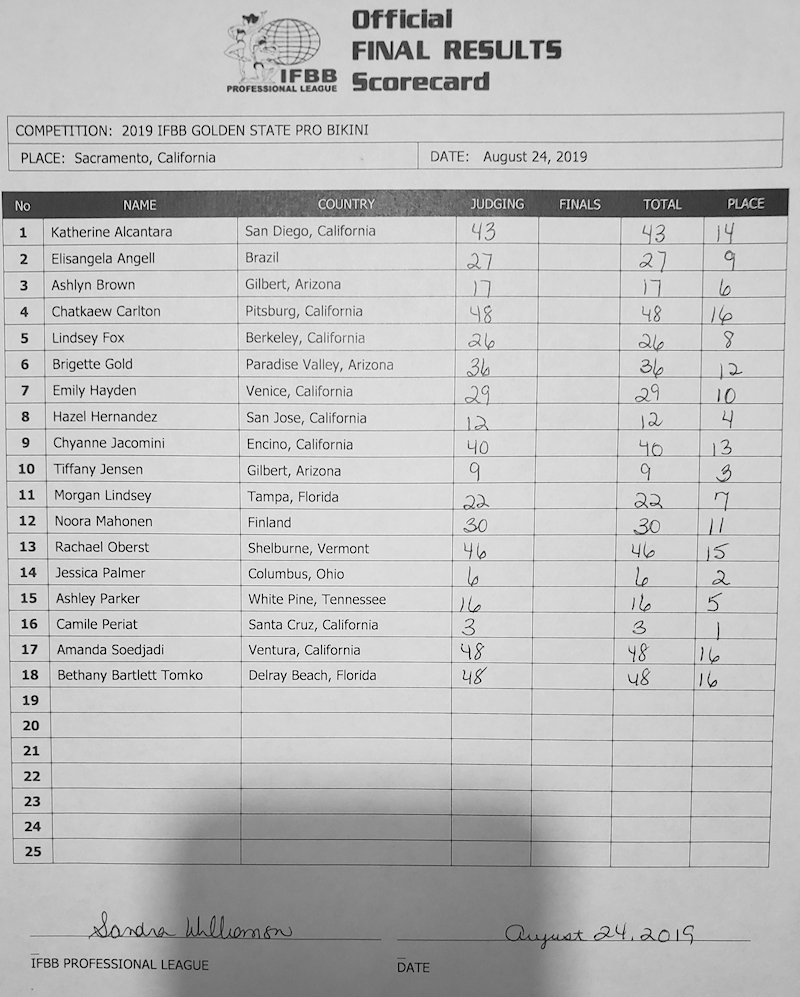 Official
FINAL RESULTS
Scorecard
IFBB
PROFESSIONAL LEAGUE
COMPETITION: 2019 IFBB GOLDEN STATE PRO BIKINI
PLACE: Sacramento, California DATE: August 24, 2019
No NAME COUNTRY JUDGING FINALS TOTAL PLACE
1 Katherine Alcantara San Diego, California 43 43 14
2 Elisangela Angell Brazil 27 27 9
3 Ashlyn Brown Gilbert, Arizona 17 17 6
4 Chatkaew Carlton Pitsburg, California 48 48 16
5 Lindsey Fox Berkeley, California 26 26 8
6 Brigette Gold Paradise Valley, Arizona 36 36 12
7 Emily Hayden Venice, California 29 29 10
8 Hazel Hernandez San Jose, California 12 12 4
9 Chyanne Jacomini Encino, California 40 40 13
10 Tiffany Jensen Gilbert, Arizona 9 9 3
11 Morgan Lindsey Tampa, Florida 22 22 7
12 Noora Mahonen Finland 30 30 11
13 Rachael Oberst Shelburne, Vermont 46 46 15
14 Jessica Palmer Columbus, Ohio 6 6 2
15 Ashley Parker White Pine, Tennessee 16 16 5
16 Camile Periat Santa Cruz, California 3 3 1
17 Amanda Soedjadi Ventura, California 48 48 16
18 Bethany Bartlett Tomko Delray Beach, Florida 48 48 16
19
20
21
22
23
24
25
Sandra Williamson August 24, 2019
IFBB PROFESSIONAL LEAGUE DATE